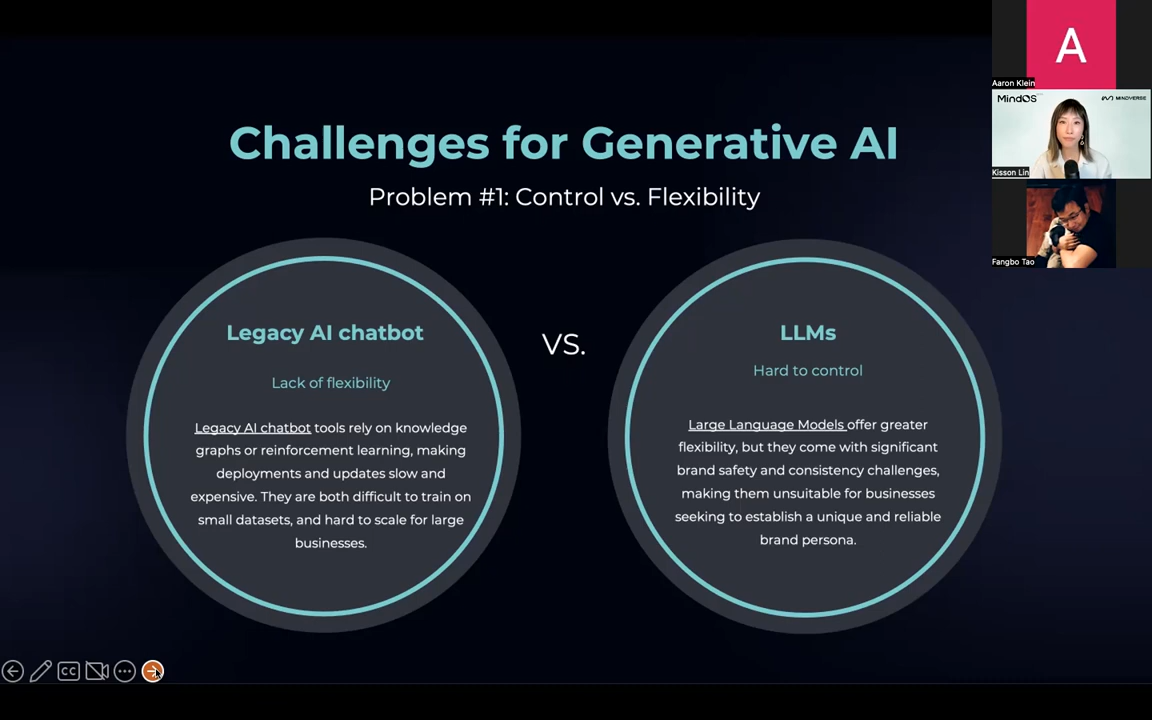 Challenges for Generative AI
Problem #1: Control vs. Flexibility
Legacy AI chatbot
Lack of flexibility
Legacy AI chatbot tools rely on knowledge
graphs or reinforcement learning, making
deployments and updates slow and
expensive. They are both difficult to train on
small datasets, and hard to scale for large
businesses.
VS.
LLMs
Hard to control
Large Language Models offer greater
flexibility, but they come with significant
brand safety and consistency challenges,
making them unsuitable for businesses
seeking to establish a unique and reliable
brand persona.
A
Aaron Klein
MindOS
MINDVERSE
Kisson Lin
Fangbo Tao
CC